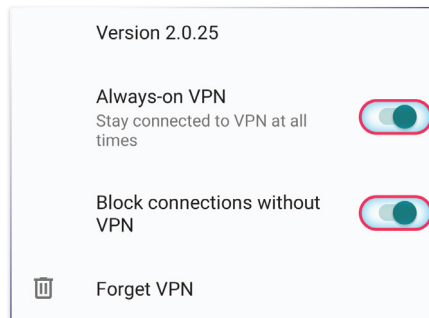 Version 2.0.25
Always-on VPN
Stay connected to VPN at all
times
Block connections without
VPN
Forget VPN